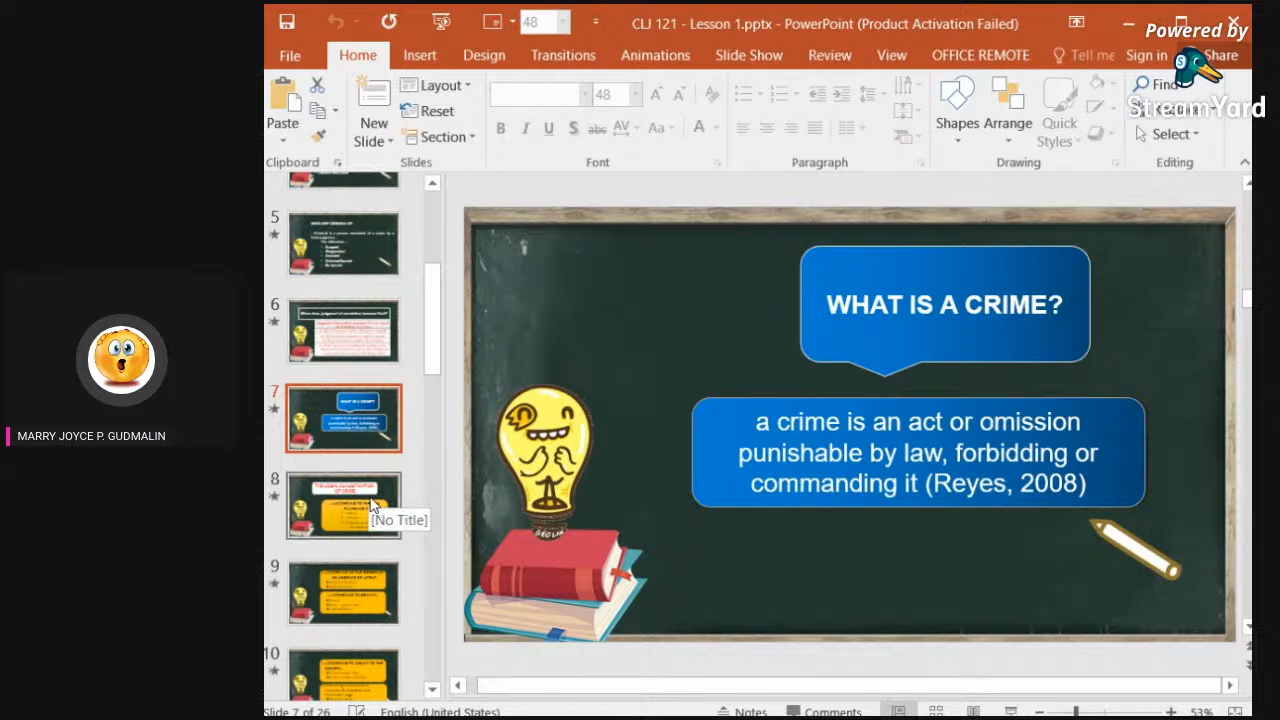 48
CLJ 121 - Lesson 1.pptx - PowerPoint (Product Activation Failed)
Powered by
StreamYard
File Home Insert Design Transitions Animations Slide Show Review View OFFICE REMOTE Tell me Sign in Share
Paste
New
Slide
Layout
Reset
Section
48
B I U S abc AV Aa A
Shapes
Arrange
Quick
Styles
Find
Select
Clipboard Slides Font Paragraph Drawing Editing
5
6
7
8
[No Title]
9
10
WHAT IS A CRIME?
a crime is an act or omission
punishable by law, forbidding or
commanding it (Reyes, 2008)
MARRY JOYCE P. GUDMALIN
Slide 7 of 26 English (United States) Notes Comments 53%